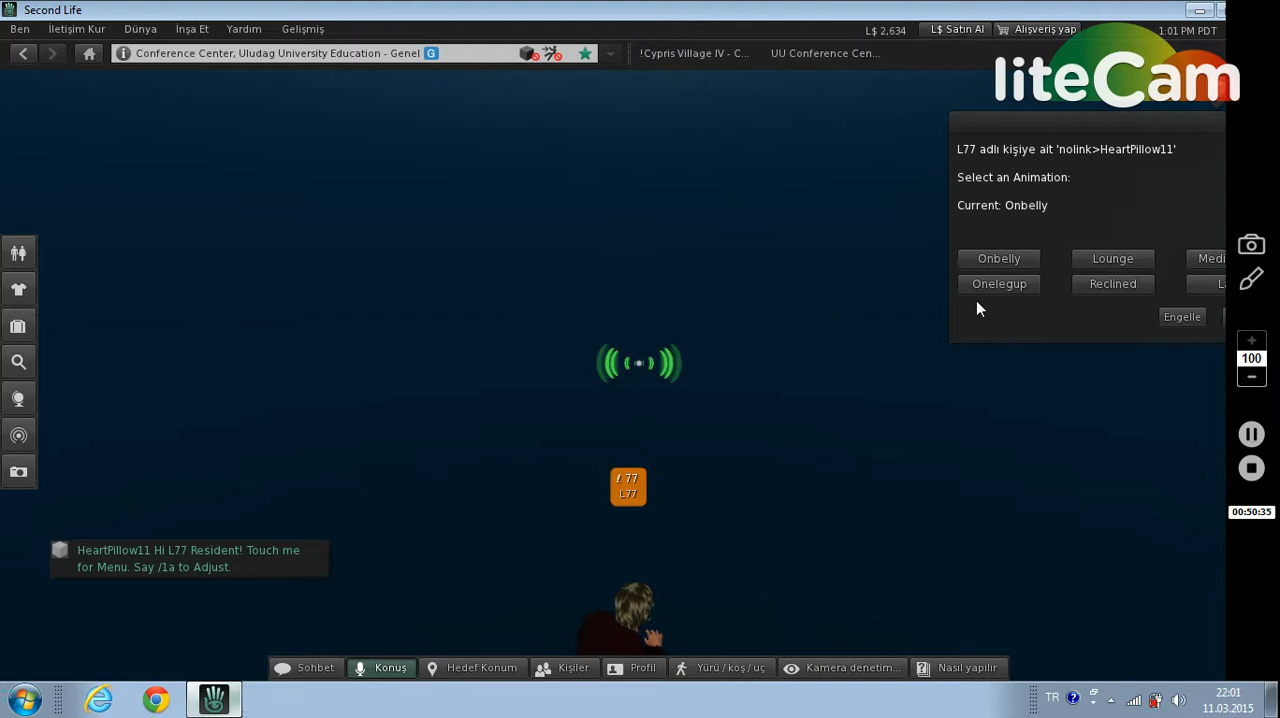 Second Life
Ben İletişim Kur Dünya İnşa Et Yardım Gelişmiş L$ 2,634 L$ Satın Al Alışveriş yap 1:01 PM PDT
Conference Center, Uludag University Education - Genel G !Cypris Village IV - C... UU Conference Cen...
liteCam
L77 adlı kişiye ait 'nolink>HeartPillow11'
Select an Animation:
Current: Onbelly
Onbelly Lounge Medi
Onelegup Reclined La
Engelle
100
ℓ 77
L77
00:50:35
HeartPillow11 Hi L77 Resident! Touch me
for Menu. Say /1a to Adjust.
Sohbet Konuş Hedef Konum Kişiler Profil Yürü / koş / uç Kamera denetim... Nasıl yapılır
TR 22:01
11.03.2015